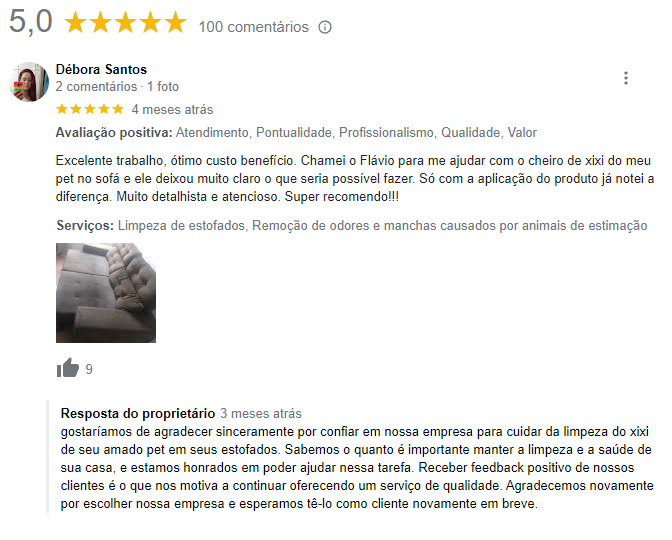 5,0 100 comentários
Débora Santos
2 comentários · 1 foto
4 meses atrás
Avaliação positiva: Atendimento, Pontualidade, Profissionalismo, Qualidade, Valor
Excelente trabalho, ótimo custo benefício. Chamei o Flávio para me ajudar com o cheiro de xixi do meu
pet no sofá e ele deixou muito claro o que seria possível fazer. Só com a aplicação do produto já notei a
diferença. Muito detalhista e atencioso. Super recomendo!!!
Serviços: Limpeza de estofados, Remoção de odores e manchas causados por animais de estimação
9
Resposta do proprietário 3 meses atrás
gostaríamos de agradecer sinceramente por confiar em nossa empresa para cuidar da limpeza do xixi
de seu amado pet em seus estofados. Sabemos o quanto é importante manter a limpeza e a saúde de
sua casa, e estamos honrados em poder ajudar nessa tarefa. Receber feedback positivo de nossos
clientes é o que nos motiva a continuar oferecendo um serviço de qualidade. Agradecemos novamente
por escolher nossa empresa e esperamos tê-lo como cliente novamente em breve.